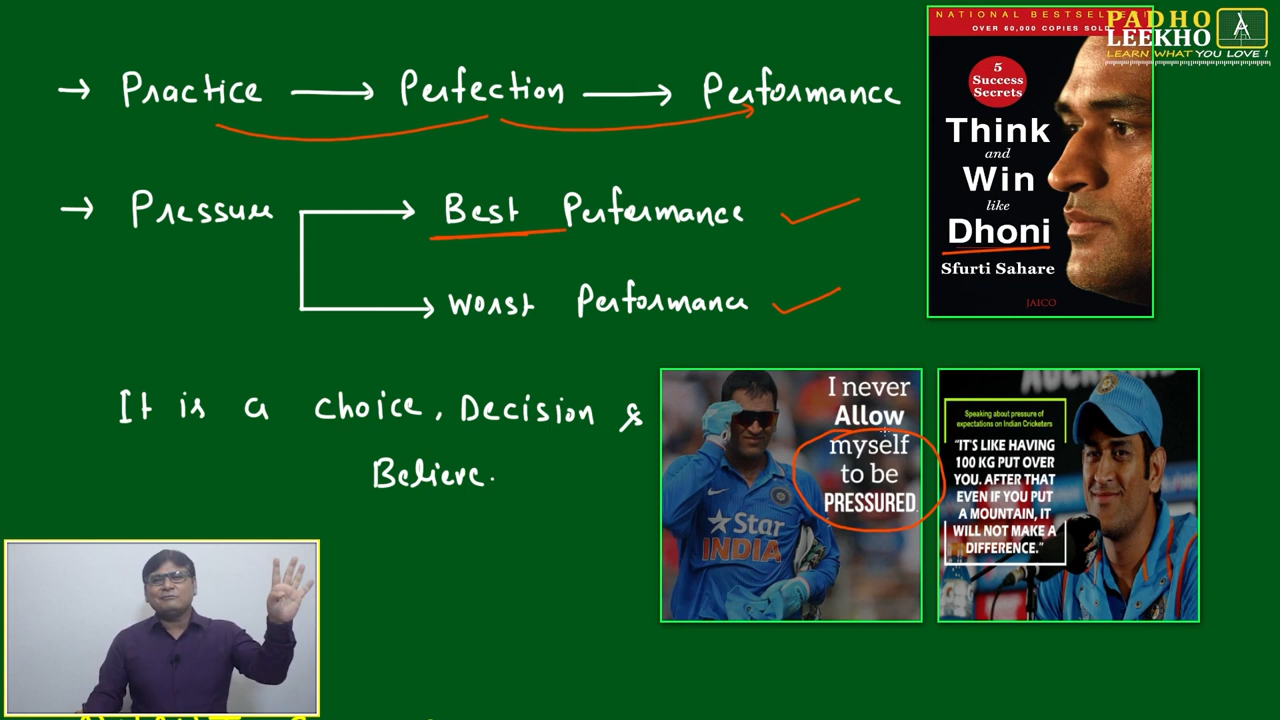 → Practice → Perfection → Performance
→ Pressure → Best Performance ✓
→ Worst Performance ✓
It is a choice, Decision &
Believe.
NATIONAL BESTSELLER
OVER 60,000 COPIES SOLD
5
Success
Secrets
Think
and
Win
like
Dhoni
Sfurti Sahare
JAICO
PADHO
LEEKHO
LEARN WHAT YOU LOVE !
I never
Allow
myself
to be
PRESSURED.
Star
INDIA
Speaking about pressure of
expectations on Indian Cricketers
"IT'S LIKE HAVING
100 KG PUT OVER
YOU. AFTER THAT
EVEN IF YOU PUT
A MOUNTAIN, IT
WILL NOT MAKE A
DIFFERENCE."